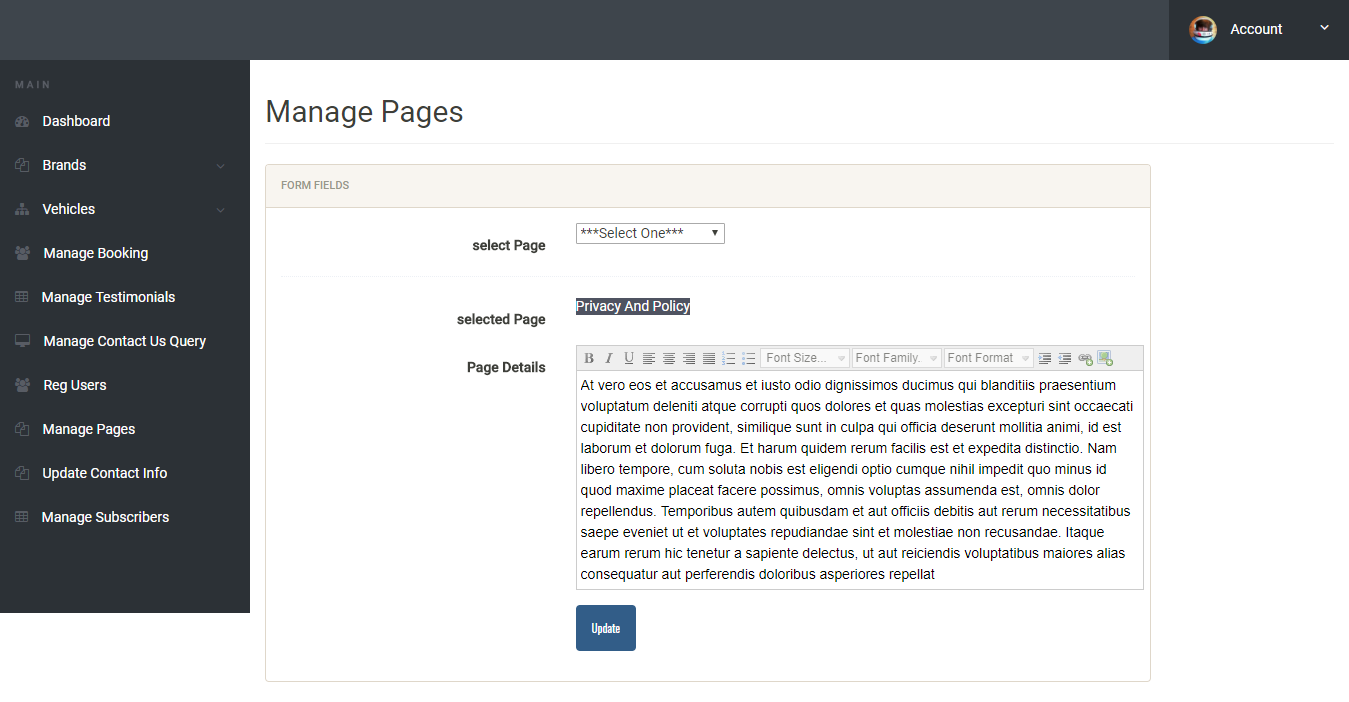 Account
MAIN
Dashboard
Brands
Vehicles
Manage Booking
Manage Testimonials
Manage Contact Us Query
Reg Users
Manage Pages
Update Contact Info
Manage Subscribers
Manage Pages
FORM FIELDS
select Page
***Select One***
selected Page
Privacy And Policy
Page Details
B I U Font Size... Font Family. Font Format
At vero eos et accusamus et iusto odio dignissimos ducimus qui blanditiis praesentium
voluptatum deleniti atque corrupti quos dolores et quas molestias excepturi sint occaecati
cupiditate non provident, similique sunt in culpa qui officia deserunt mollitia animi, id est
laborum et dolorum fuga. Et harum quidem rerum facilis est et expedita distinctio. Nam
libero tempore, cum soluta nobis est eligendi optio cumque nihil impedit quo minus id
quod maxime placeat facere possimus, omnis voluptas assumenda est, omnis dolor
repellendus. Temporibus autem quibusdam et aut officiis debitis aut rerum necessitatibus
saepe eveniet ut et voluptates repudiandae sint et molestiae non recusandae. Itaque
earum rerum hic tenetur a sapiente delectus, ut aut reiciendis voluptatibus maiores alias
consequatur aut perferendis doloribus asperiores repellat
Update